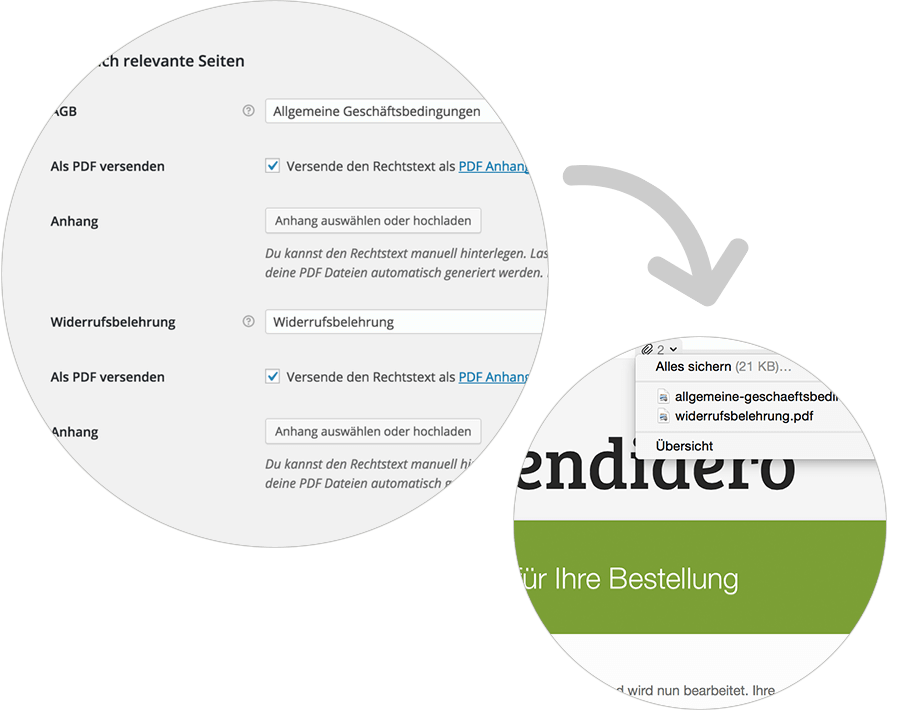 ch relevante Seiten
AGB
Allgemeine Geschäftsbedingungen
Als PDF versenden
Versende den Rechtstext als PDF Anhang
Anhang
Anhang auswählen oder hochladen
Du kannst den Rechtstext manuell hinterlegen. Las
deine PDF Dateien automatisch generiert werden.
Widerrufsbelehrung
Widerrufsbelehrung
Als PDF versenden
Versende den Rechtstext als PDF Anhang
Anhang
Anhang auswählen oder hochladen
Du kannst den Rechtstext manuell hi
deine PDF Dateien automatisch g
2
Alles sichern (21 KB)...
allgemeine-geschaeftsbedin
widerrufsbelehrung.pdf
Übersicht
endidero
für Ihre Bestellung
d wird nun bearbeitet. Ihre